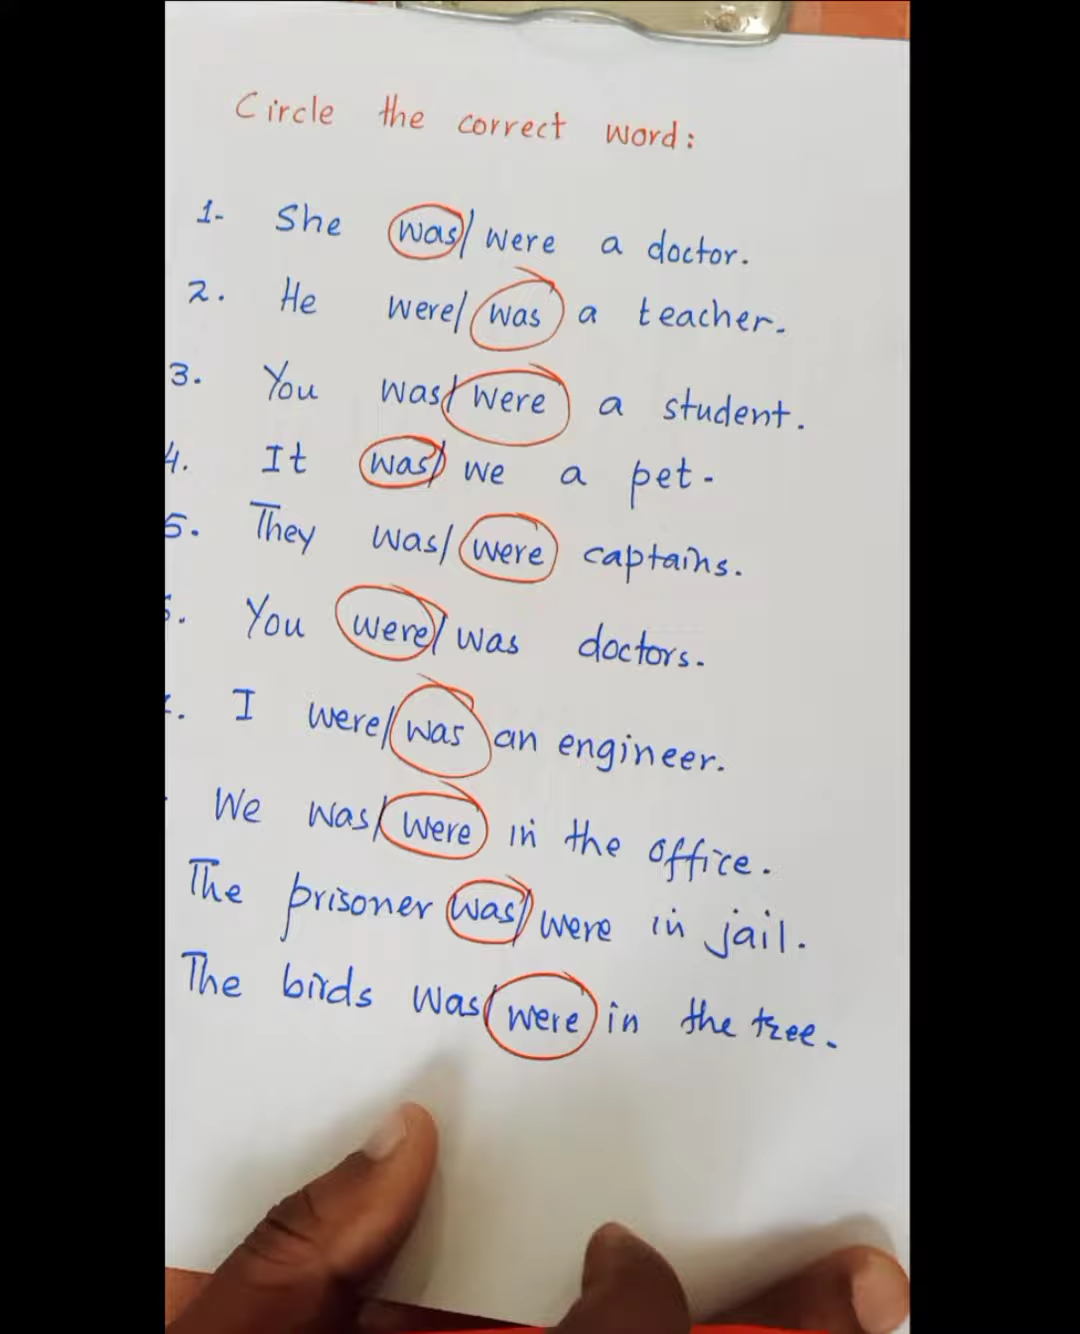 Circle the correct word:
1- She was/ were a doctor.
2. He were/ was a teacher.
3. You was/ were a student.
4. It was/ we a pet.
5. They was/ were captains.
You were/ was doctors.
I were/ was an engineer.
We was/ were in the office.
The prisoner was/ were in jail.
The birds was/ were in the tree.